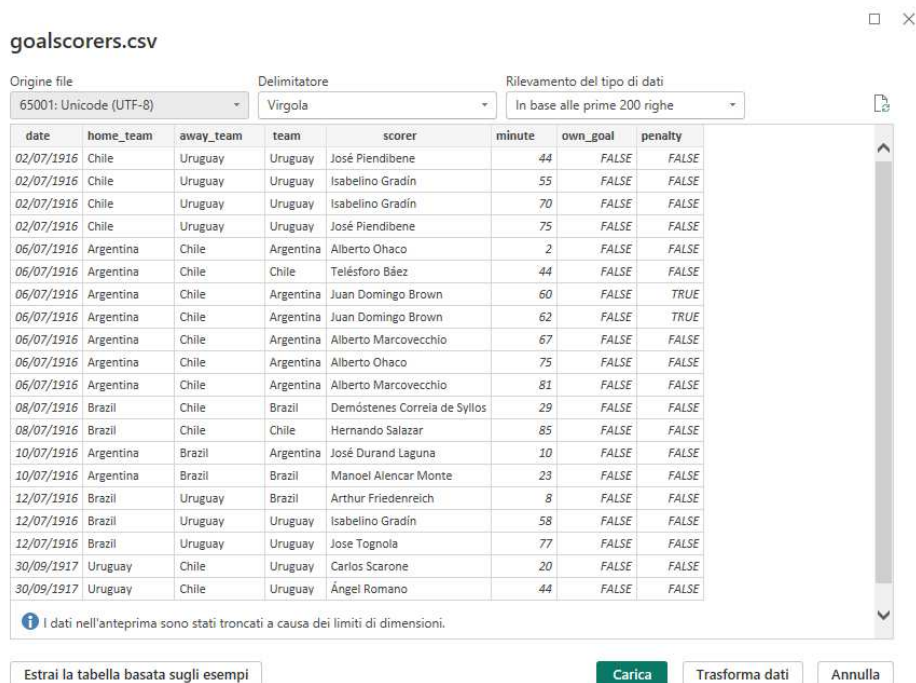 goalscorers.csv
Origine file Delimitatore Rilevamento del tipo di dati
65001: Unicode (UTF-8) Virgola In base alle prime 200 righe
date home_team away_team team scorer minute own_goal penalty
02/07/1916 Chile Uruguay Uruguay José Piendibene 44 FALSE FALSE
02/07/1916 Chile Uruguay Uruguay Isabelino Gradín 55 FALSE FALSE
02/07/1916 Chile Uruguay Uruguay Isabelino Gradín 70 FALSE FALSE
02/07/1916 Chile Uruguay Uruguay José Piendibene 75 FALSE FALSE
06/07/1916 Argentina Chile Argentina Alberto Ohaco 2 FALSE FALSE
06/07/1916 Argentina Chile Chile Telésforo Báez 44 FALSE FALSE
06/07/1916 Argentina Chile Argentina Juan Domingo Brown 60 FALSE TRUE
06/07/1916 Argentina Chile Argentina Juan Domingo Brown 62 FALSE TRUE
06/07/1916 Argentina Chile Argentina Alberto Marcovecchio 67 FALSE FALSE
06/07/1916 Argentina Chile Argentina Alberto Ohaco 75 FALSE FALSE
06/07/1916 Argentina Chile Argentina Alberto Marcovecchio 81 FALSE FALSE
08/07/1916 Brazil Chile Brazil Demóstenes Correia de Syllos 29 FALSE FALSE
08/07/1916 Brazil Chile Chile Hernando Salazar 85 FALSE FALSE
10/07/1916 Argentina Brazil Argentina José Durand Laguna 10 FALSE FALSE
10/07/1916 Argentina Brazil Brazil Manoel Alencar Monte 23 FALSE FALSE
12/07/1916 Brazil Uruguay Brazil Arthur Friedenreich 8 FALSE FALSE
12/07/1916 Brazil Uruguay Uruguay Isabelino Gradín 58 FALSE FALSE
12/07/1916 Brazil Uruguay Uruguay Jose Tognola 77 FALSE FALSE
30/09/1917 Uruguay Chile Uruguay Carlos Scarone 20 FALSE FALSE
30/09/1917 Uruguay Chile Uruguay Ángel Romano 44 FALSE FALSE
I dati nell'anteprima sono stati troncati a causa dei limiti di dimensioni.
Estrai la tabella basata sugli esempi Carica Trasforma dati Annulla